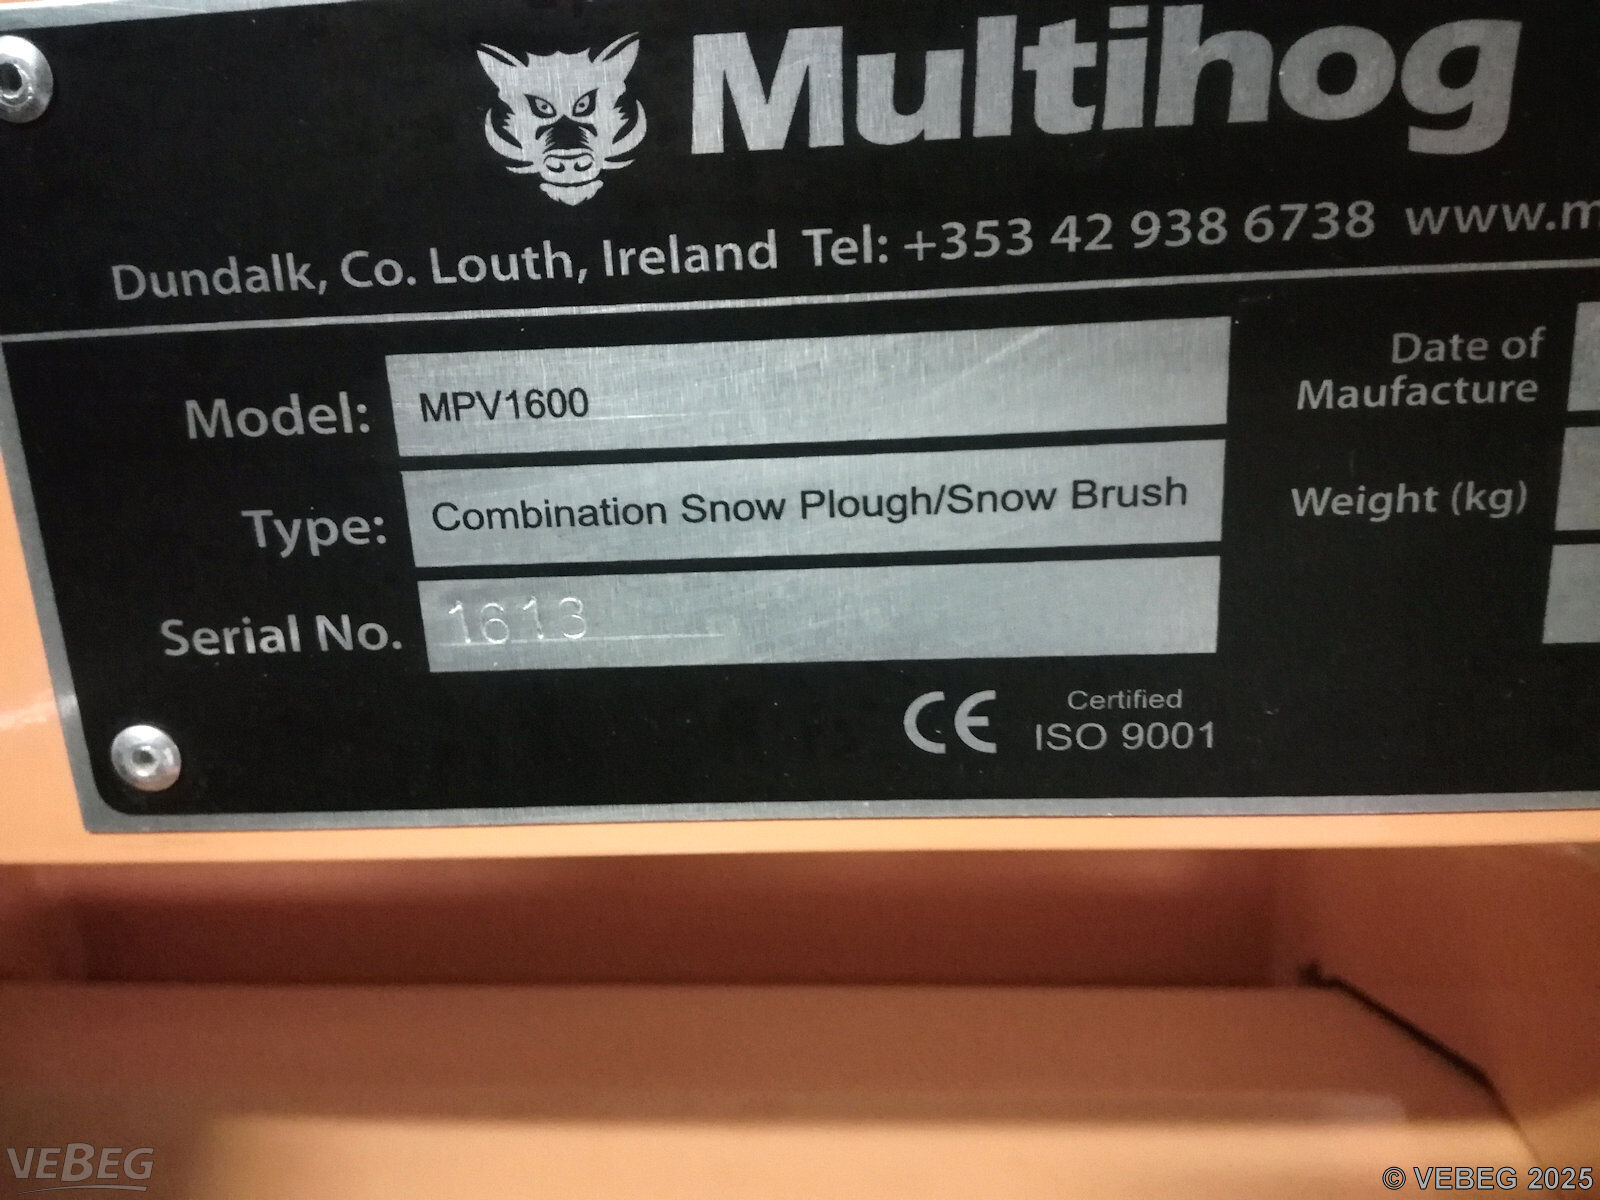 Multihog
Dundalk, Co. Louth, Ireland Tel: +353 42 938 6738 www.m
Model: MPV1600
Date of
Maufacture
Type: Combination Snow Plough/Snow Brush
Weight (kg)
Serial No. 1613
CE Certified
ISO 9001
VEBEG
© VEBEG 2025